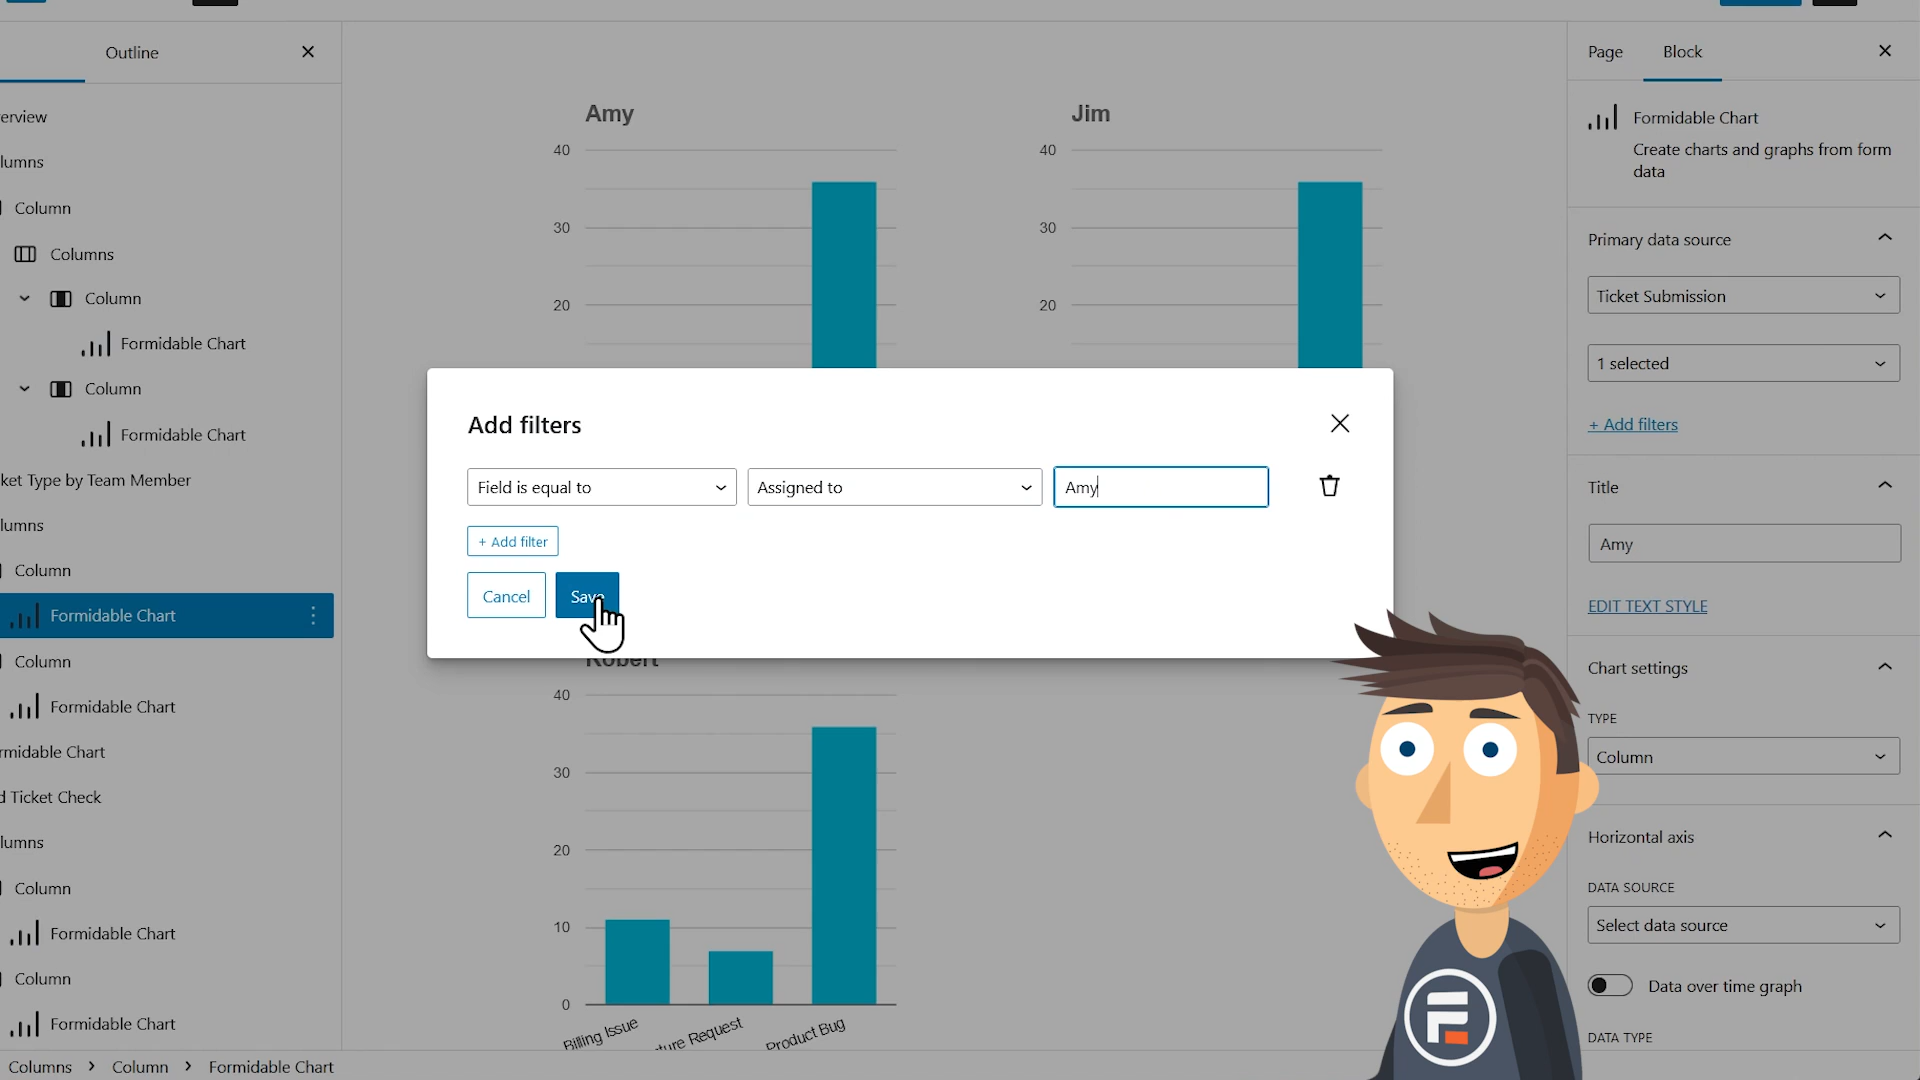 Outline
Page Block
Amy
Jim
Formidable Chart
Create charts and graphs from form
data
lumns
Column
Columns
Column
Formidable Chart
Column
Formidable Chart
ket Type by Team Member
lumns
Column
Formidable Chart
Column
Formidable Chart
rmidable Chart
d Ticket Check
lumns
Column
Formidable Chart
Column
Formidable Chart
40
30
20
40
30
20
Add filters
Field is equal to
Assigned to
Amy
+ Add filter
Cancel
Save
Robert
40
30
20
10
0
Billing Issue
ture Request
Product Bug
Primary data source
Ticket Submission
1 selected
+ Add filters
Title
Amy
EDIT TEXT STYLE
Chart settings
TYPE
Column
Horizontal axis
DATA SOURCE
Select data source
Data over time graph
DATA TYPE
Columns > Column > Formidable Chart